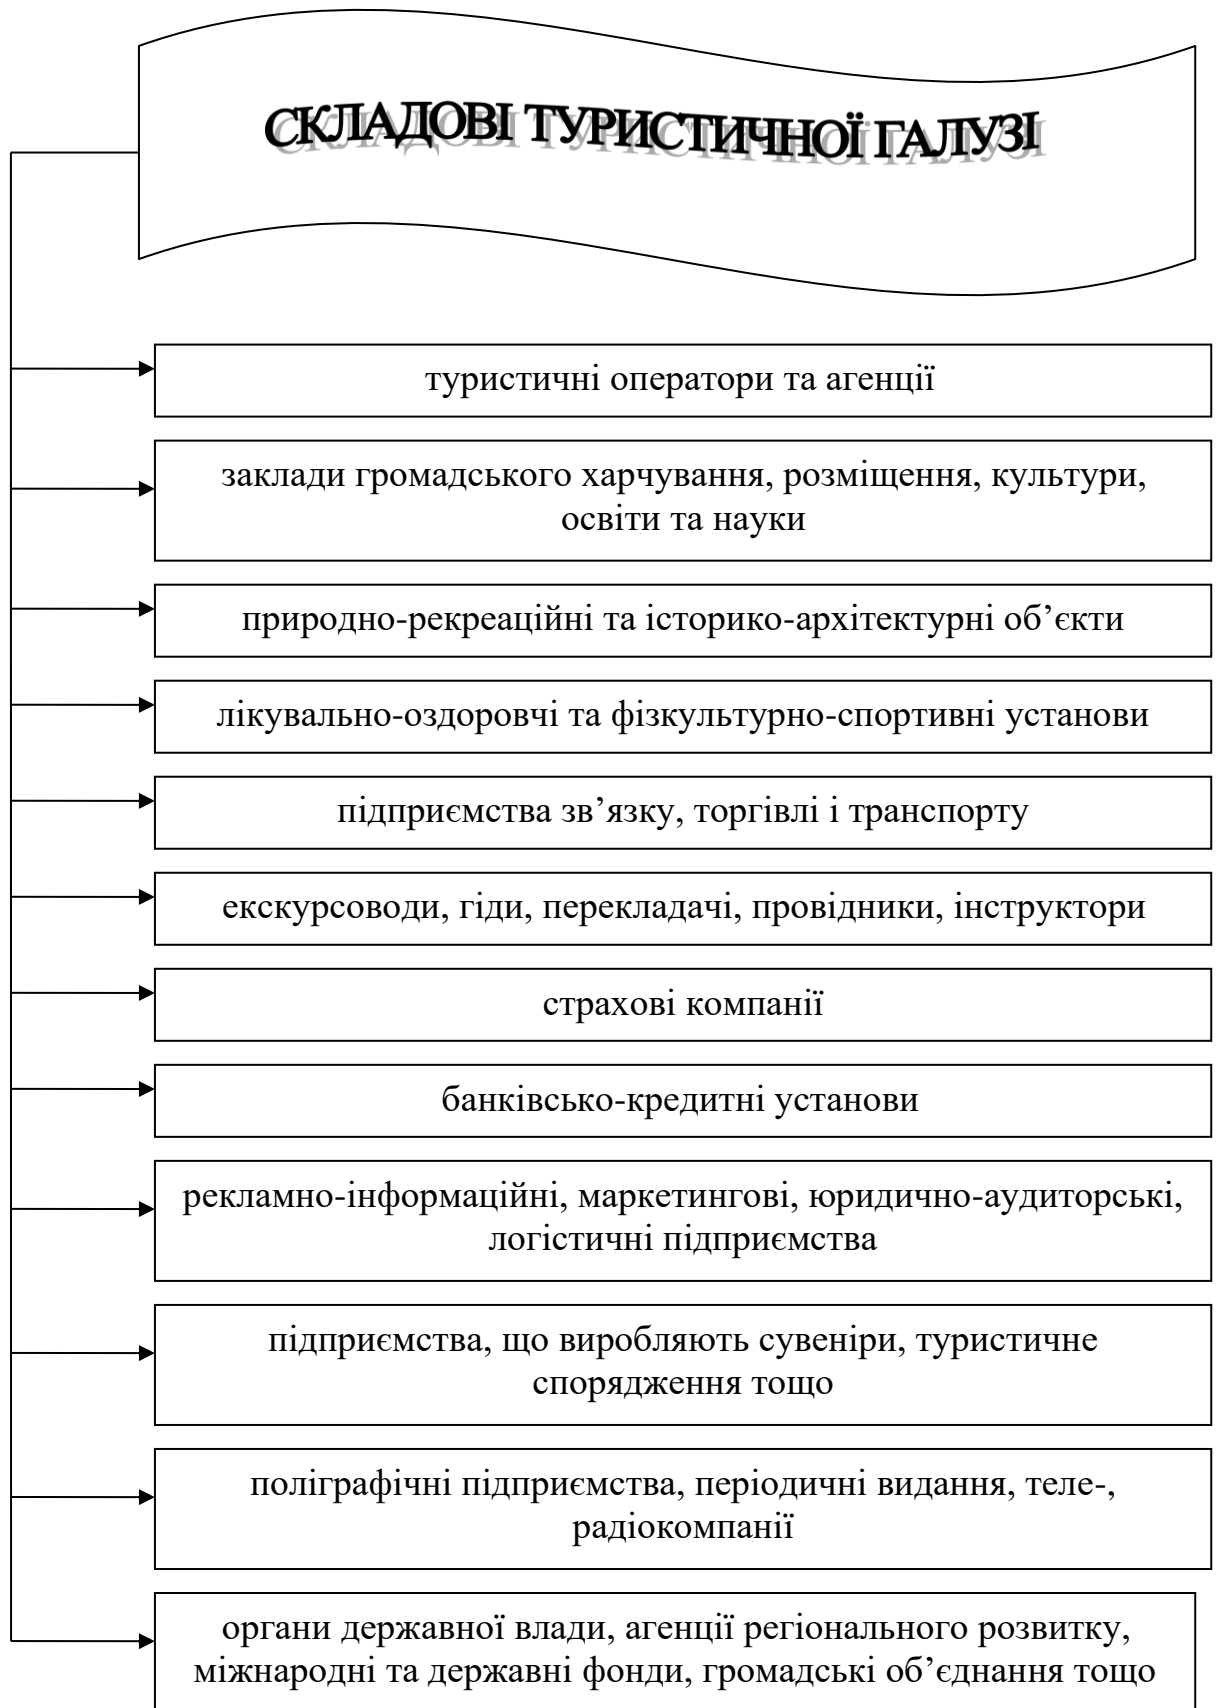 СКЛАДОВІ ТУРИСТИЧНОЇ ГАЛУЗІ
туристичні оператори та агенції
заклади громадського харчування, розміщення, культури,
освіти та науки
природно-рекреаційні та історико-архітектурні об’єкти
лікувально-оздоровчі та фізкультурно-спортивні установи
підприємства зв’язку, торгівлі і транспорту
екскурсоводи, гіди, перекладачі, провідники, інструктори
страхові компанії
банківсько-кредитні установи
рекламно-інформаційні, маркетингові, юридично-аудиторські,
логістичні підприємства
підприємства, що виробляють сувеніри, туристичне
спорядження тощо
поліграфічні підприємства, періодичні видання, теле-,
радіокомпанії
органи державної влади, агенції регіонального розвитку,
міжнародні та державні фонди, громадські об’єднання тощо